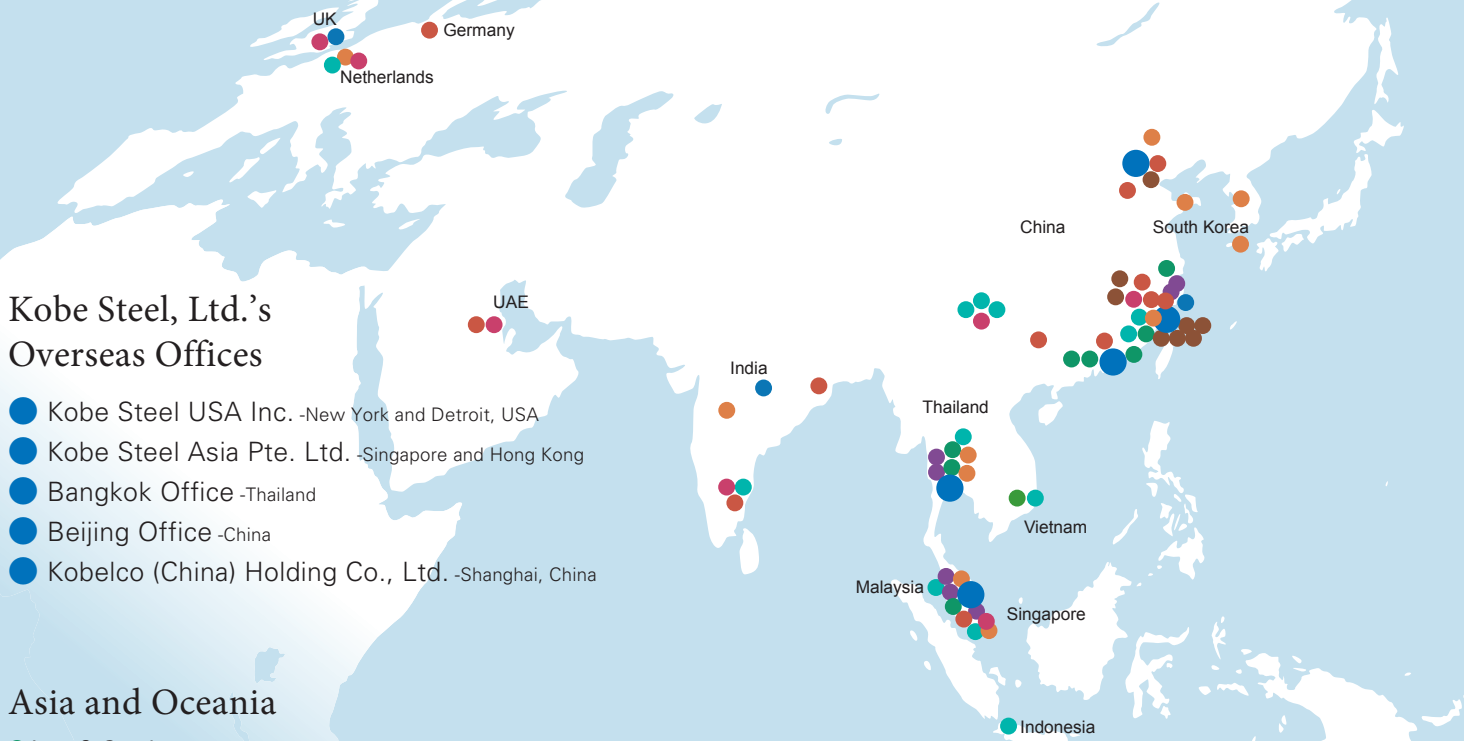 UK
Germany
Netherlands
China
South Korea
Kobe Steel, Ltd.'s
Overseas Offices
UAE
India
Thailand
Kobe Steel USA Inc. -New York and Detroit, USA
Kobe Steel Asia Pte. Ltd. -Singapore and Hong Kong
Bangkok Office -Thailand
Beijing Office -China
Kobelco (China) Holding Co., Ltd. -Shanghai, China
Vietnam
Malaysia
Singapore
Asia and Oceania
Indonesia